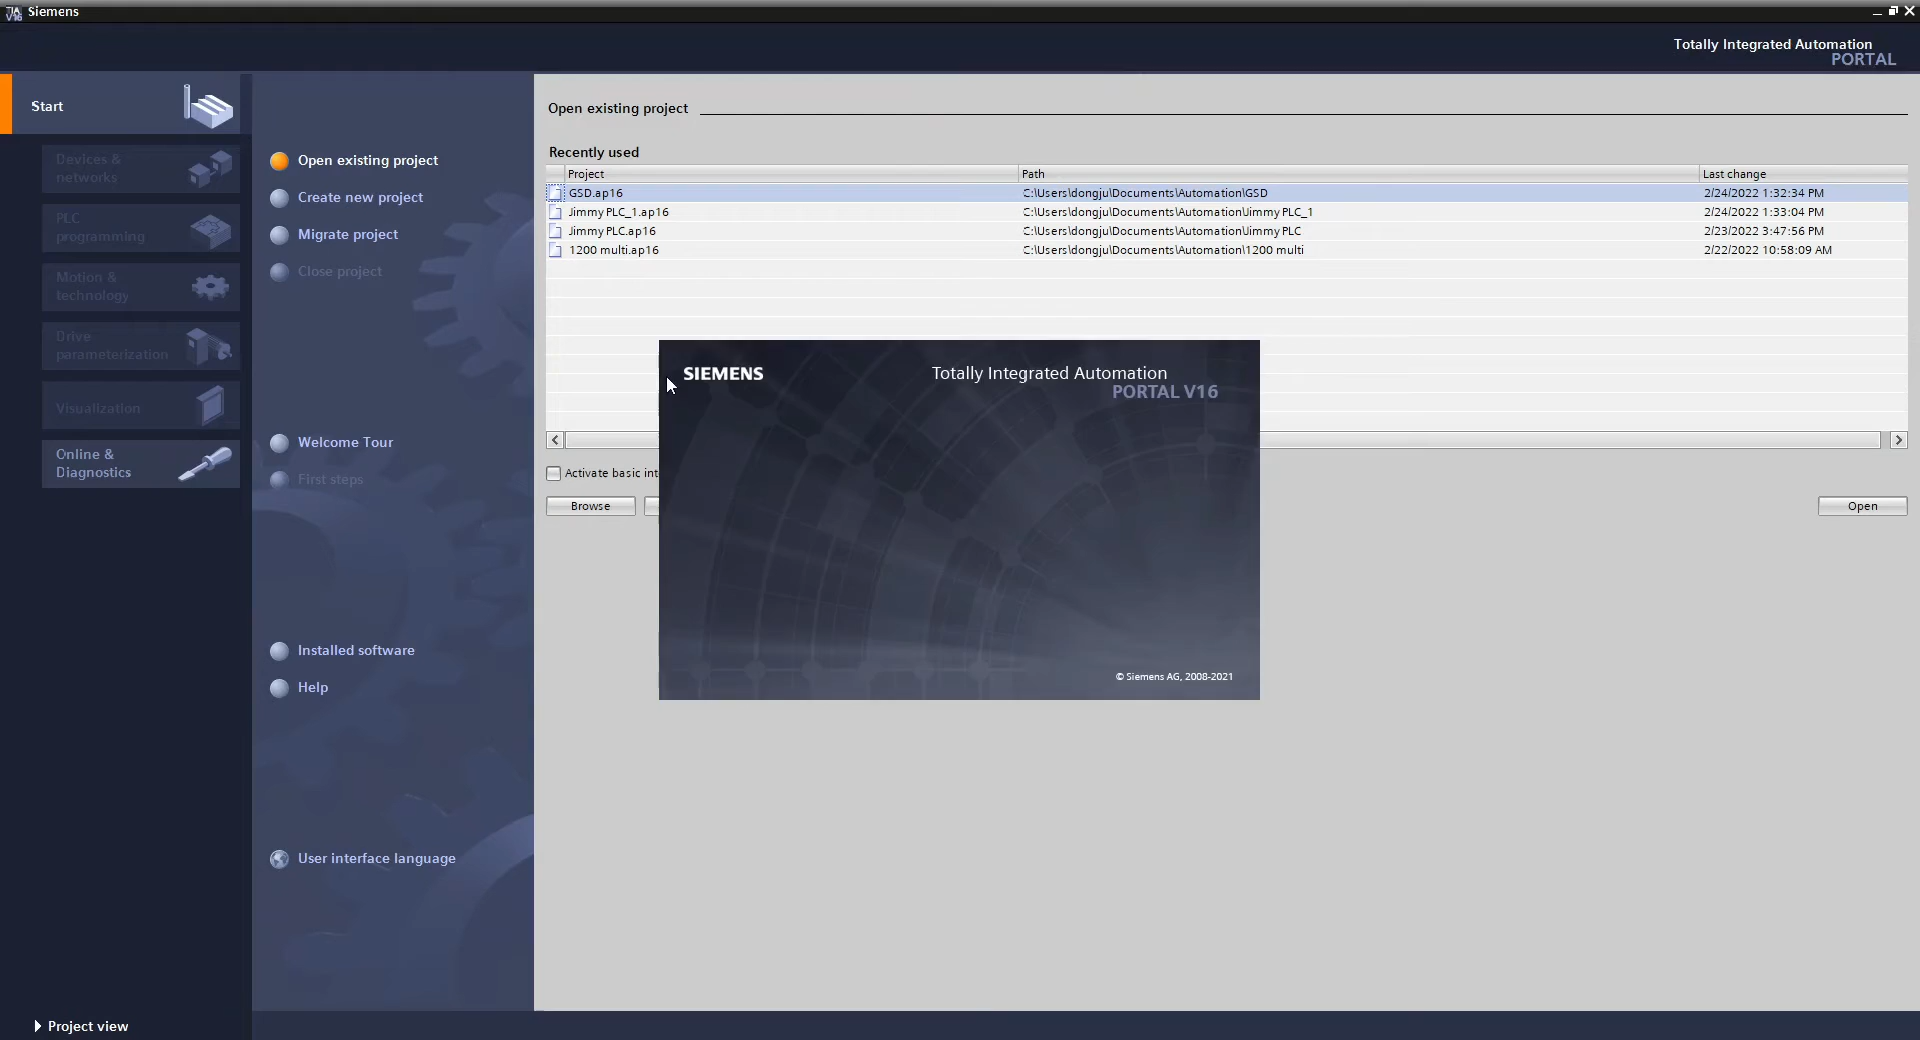 TIA
V16 Siemens
Totally Integrated Automation
PORTAL
Start
Devices &
networks
PLC
programming
Motion &
technology
Drive
parameterization
Visualization
Online &
Diagnostics
Project view
Open existing project
Create new project
Migrate project
Close project
Welcome Tour
First steps
Installed software
Help
User interface language
Open existing project
Recently used
Project Path Last change
GSD.ap16 C:\Users\dongju\Documents\Automation\GSD 2/24/2022 1:32:34 PM
Jimmy PLC_1.ap16 C:\Users\dongju\Documents\Automation\Jimmy PLC_1 2/24/2022 1:33:04 PM
Jimmy PLC.ap16 C:\Users\dongju\Documents\Automation\Jimmy PLC 2/23/2022 3:47:56 PM
1200 multi.ap16 C:\Users\dongju\Documents\Automation\1200 multi 2/22/2022 10:58:09 AM
Activate basic int
Browse
Open
SIEMENS
Totally Integrated Automation
PORTAL V16
© Siemens AG, 2008-2021